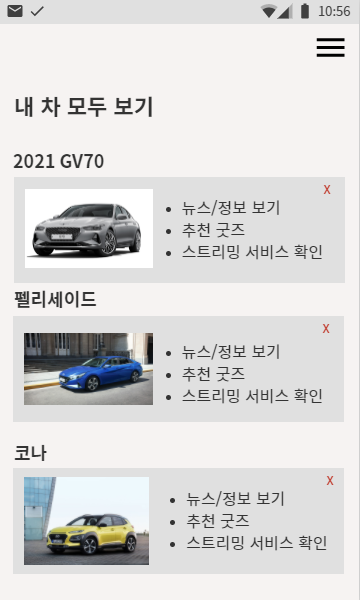 10:56
내 차 모두 보기
2021 GV70
x
뉴스/정보 보기
추천 굿즈
스트리밍 서비스 확인
펠리세이드
x
뉴스/정보 보기
추천 굿즈
스트리밍 서비스 확인
코나
x
뉴스/정보 보기
추천 굿즈
스트리밍 서비스 확인